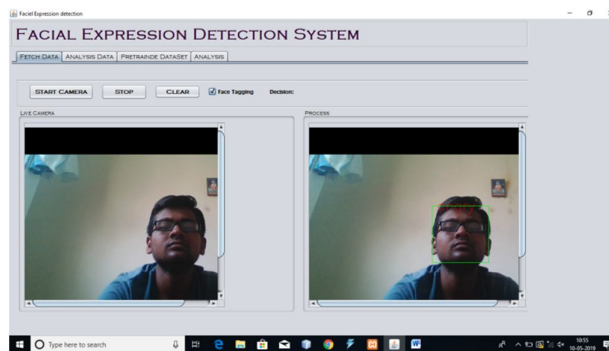 Faciel Expression detection
FACIAL EXPRESSION DETECTION SYSTEM
FETCH DATA ANALYSIS DATA PRETRAINDE DATASET ANALYSIS
START CAMERA STOP CLEAR Face Tagging Decision:
LIVE CAMERA PROCESS
Type here to search
10:55
10-05-2019